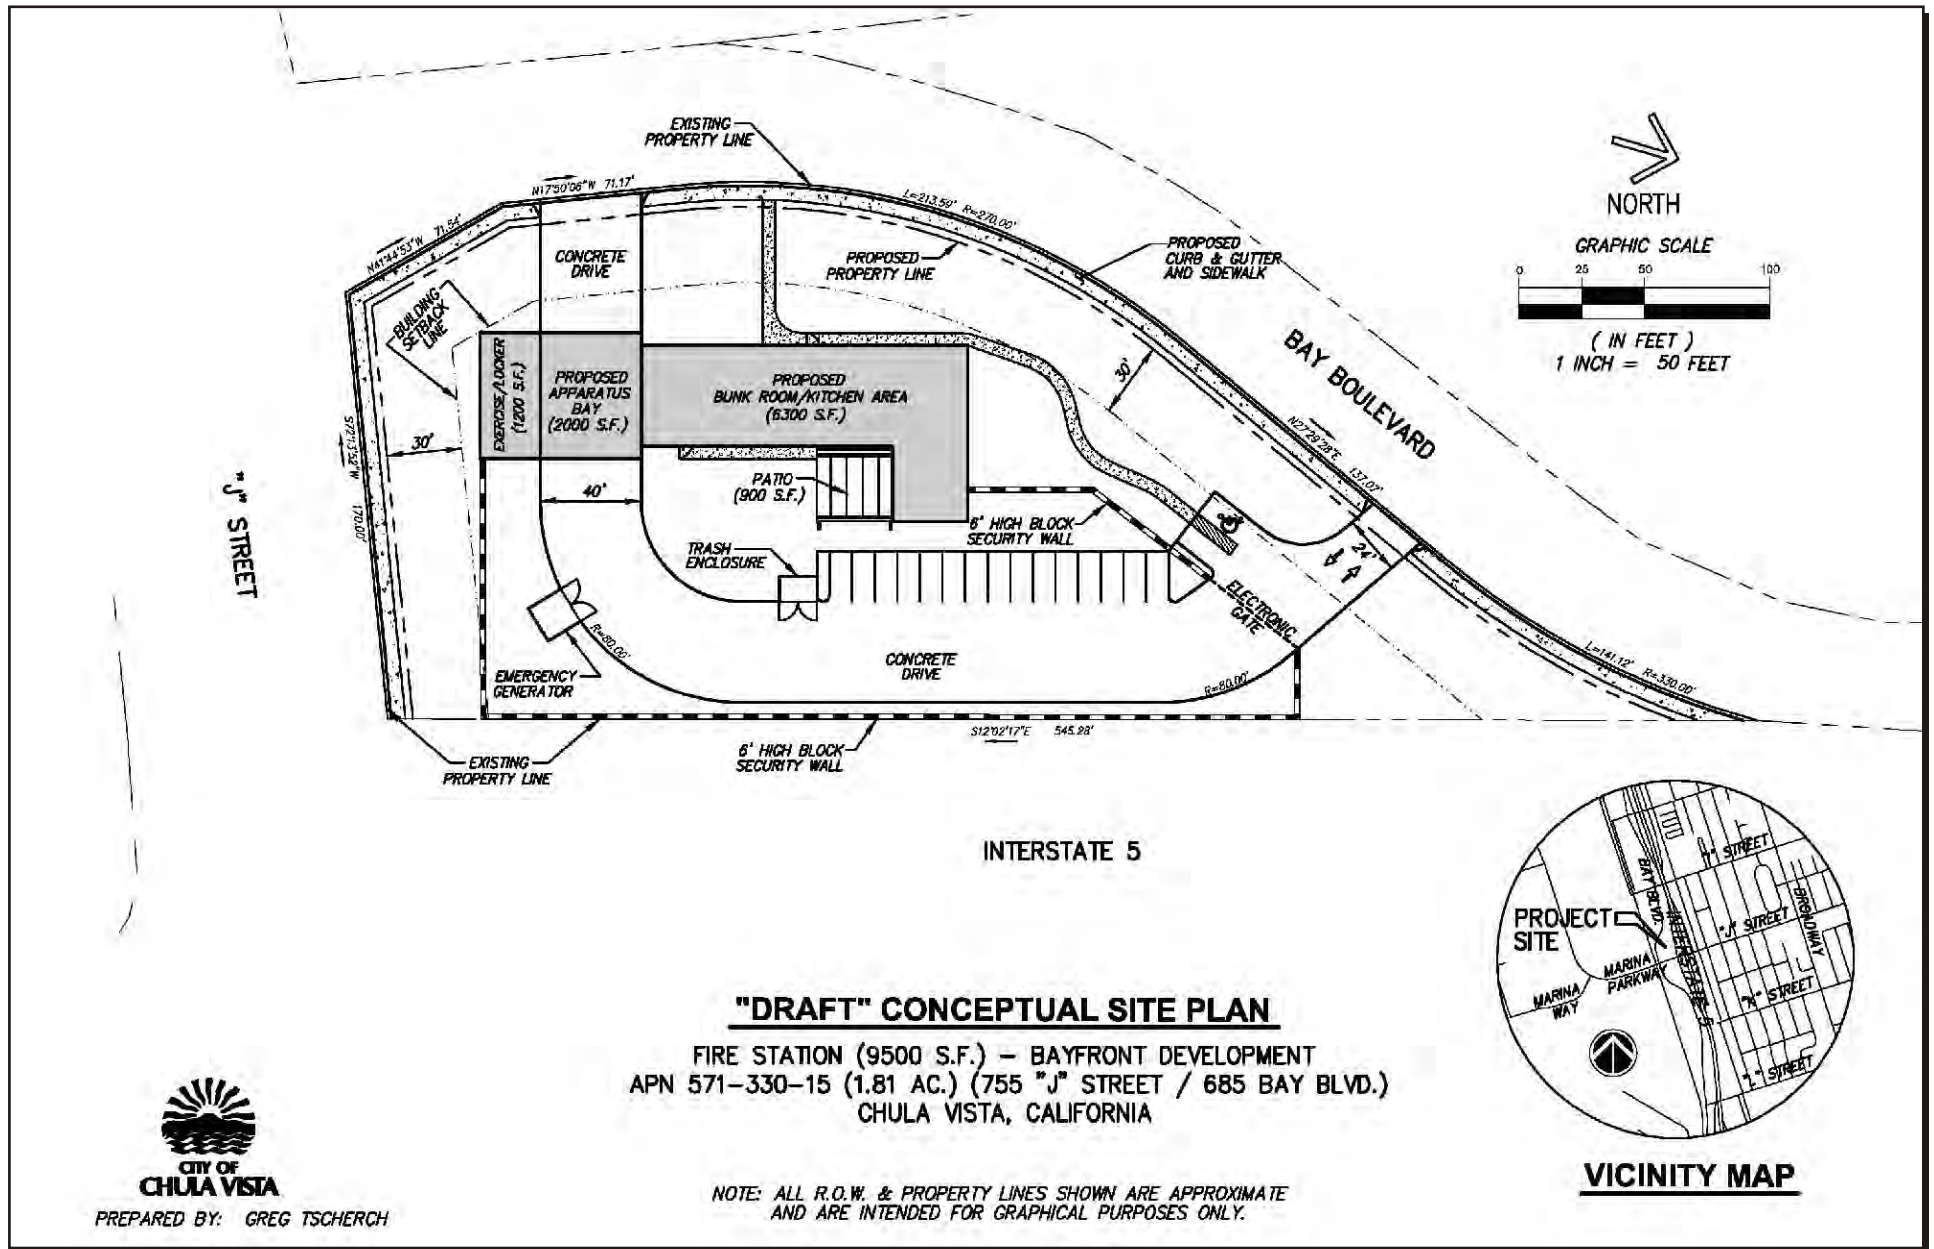 EXISTING
PROPERTY LINE
N17°50'06"W 71.17'
L=213.59' R=270.00'
N41°44'53"W 71.54'
CONCRETE
DRIVE
PROPOSED
PROPERTY LINE
PROPOSED
CURB & GUTTER
AND SIDEWALK
NORTH
GRAPHIC SCALE
0 25 50 100
( IN FEET )
1 INCH = 50 FEET
BUILDING
SETBACK
LINE
EXERCISE/LOCKER
(1200 S.F.)
PROPOSED
APPARATUS
BAY
(2000 S.F.)
PROPOSED
BUNK ROOM/KITCHEN AREA
(6300 S.F.)
30'
BAY BOULEVARD
N27°29'28"E 137.07'
30'
S12°13'52"W 170.00'
"J" STREET
40'
PATIO
(900 S.F.)
6' HIGH BLOCK
SECURITY WALL
24'
TRASH
ENCLOSURE
ELECTRONIC
GATE
R=80.00'
EMERGENCY
GENERATOR
CONCRETE
DRIVE
R=80.00'
L=141.12' R=330.00'
S12°02'17"E 545.28'
EXISTING
PROPERTY LINE
6' HIGH BLOCK
SECURITY WALL
INTERSTATE 5
PROJECT
SITE
BAY BLVD.
INTERSTATE 5
"I" STREET
"J" STREET
BROADWAY
MARINA
PARKWAY
MARINA
WAY
"K" STREET
"L" STREET
VICINITY MAP
"DRAFT" CONCEPTUAL SITE PLAN
FIRE STATION (9500 S.F.) – BAYFRONT DEVELOPMENT
APN 571–330–15 (1.81 AC.) (755 "J" STREET / 685 BAY BLVD.)
CHULA VISTA, CALIFORNIA
NOTE: ALL R.O.W. & PROPERTY LINES SHOWN ARE APPROXIMATE
AND ARE INTENDED FOR GRAPHICAL PURPOSES ONLY.
CITY OF
CHULA VISTA
PREPARED BY: GREG TSCHERCH